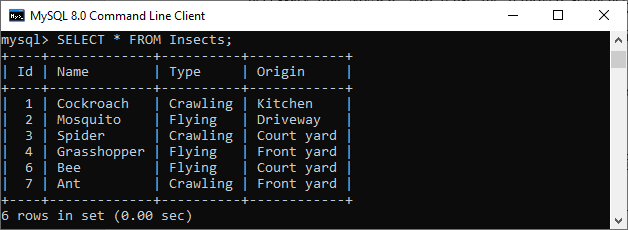 MySQL 8.0 Command Line Client
mysql> SELECT * FROM Insects;
+----+-------------+----------+-------------+
| Id | Name        | Type     | Origin      |
+----+-------------+----------+-------------+
|  1 | Cockroach   | Crawling | Kitchen     |
|  2 | Mosquito    | Flying   | Driveway    |
|  3 | Spider      | Crawling | Court yard  |
|  4 | Grasshopper | Flying   | Front yard  |
|  6 | Bee         | Flying   | Court yard  |
|  7 | Ant         | Crawling | Front yard  |
+----+-------------+----------+-------------+
6 rows in set (0.00 sec)